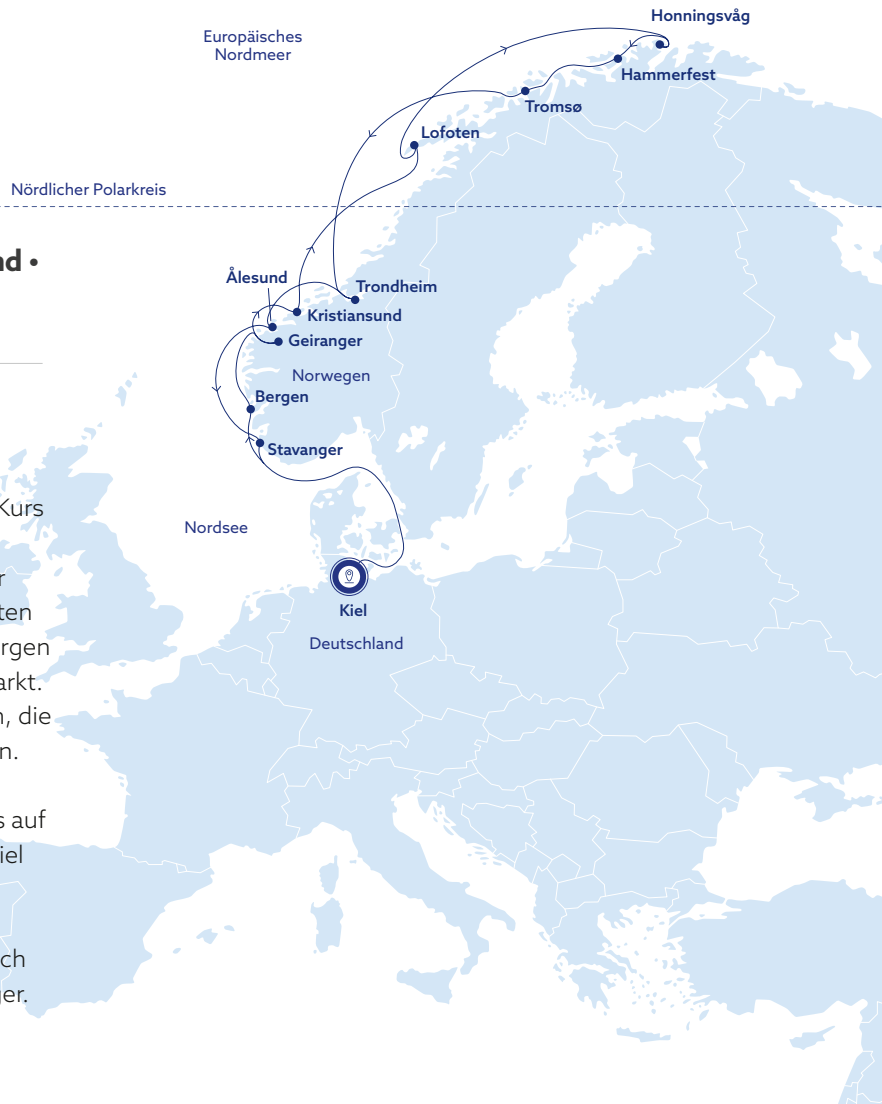 Honningsvåg
Europäisches
Nordmeer
Hammerfest
Tromsø
Lofoten
Nördlicher Polarkreis
nd •
Ålesund
Trondheim
Kristiansund
Geiranger
Norwegen
Bergen
Stavanger
Kurs
Nordsee
r
ten
Kiel
rgen
Deutschland
arkt.
n, die
n.
s auf
iel
ch
er.